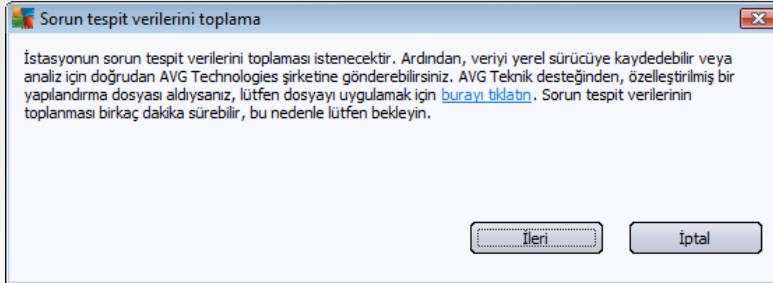 Sorun tespit verilerini toplama
İstasyonun sorun tespit verilerini toplaması istenecektir. Ardından, veriyi yerel sürücüye kaydedebilir veya
analiz için doğrudan AVG Technologies şirketine gönderebilirsiniz. AVG Teknik desteğinden, özelleştirilmiş bir
yapılandırma dosyası aldıysanız, lütfen dosyayı uygulamak için burayı tıklatın. Sorun tespit verilerinin
toplanması birkaç dakika sürebilir, bu nedenle lütfen bekleyin.
İleri
İptal